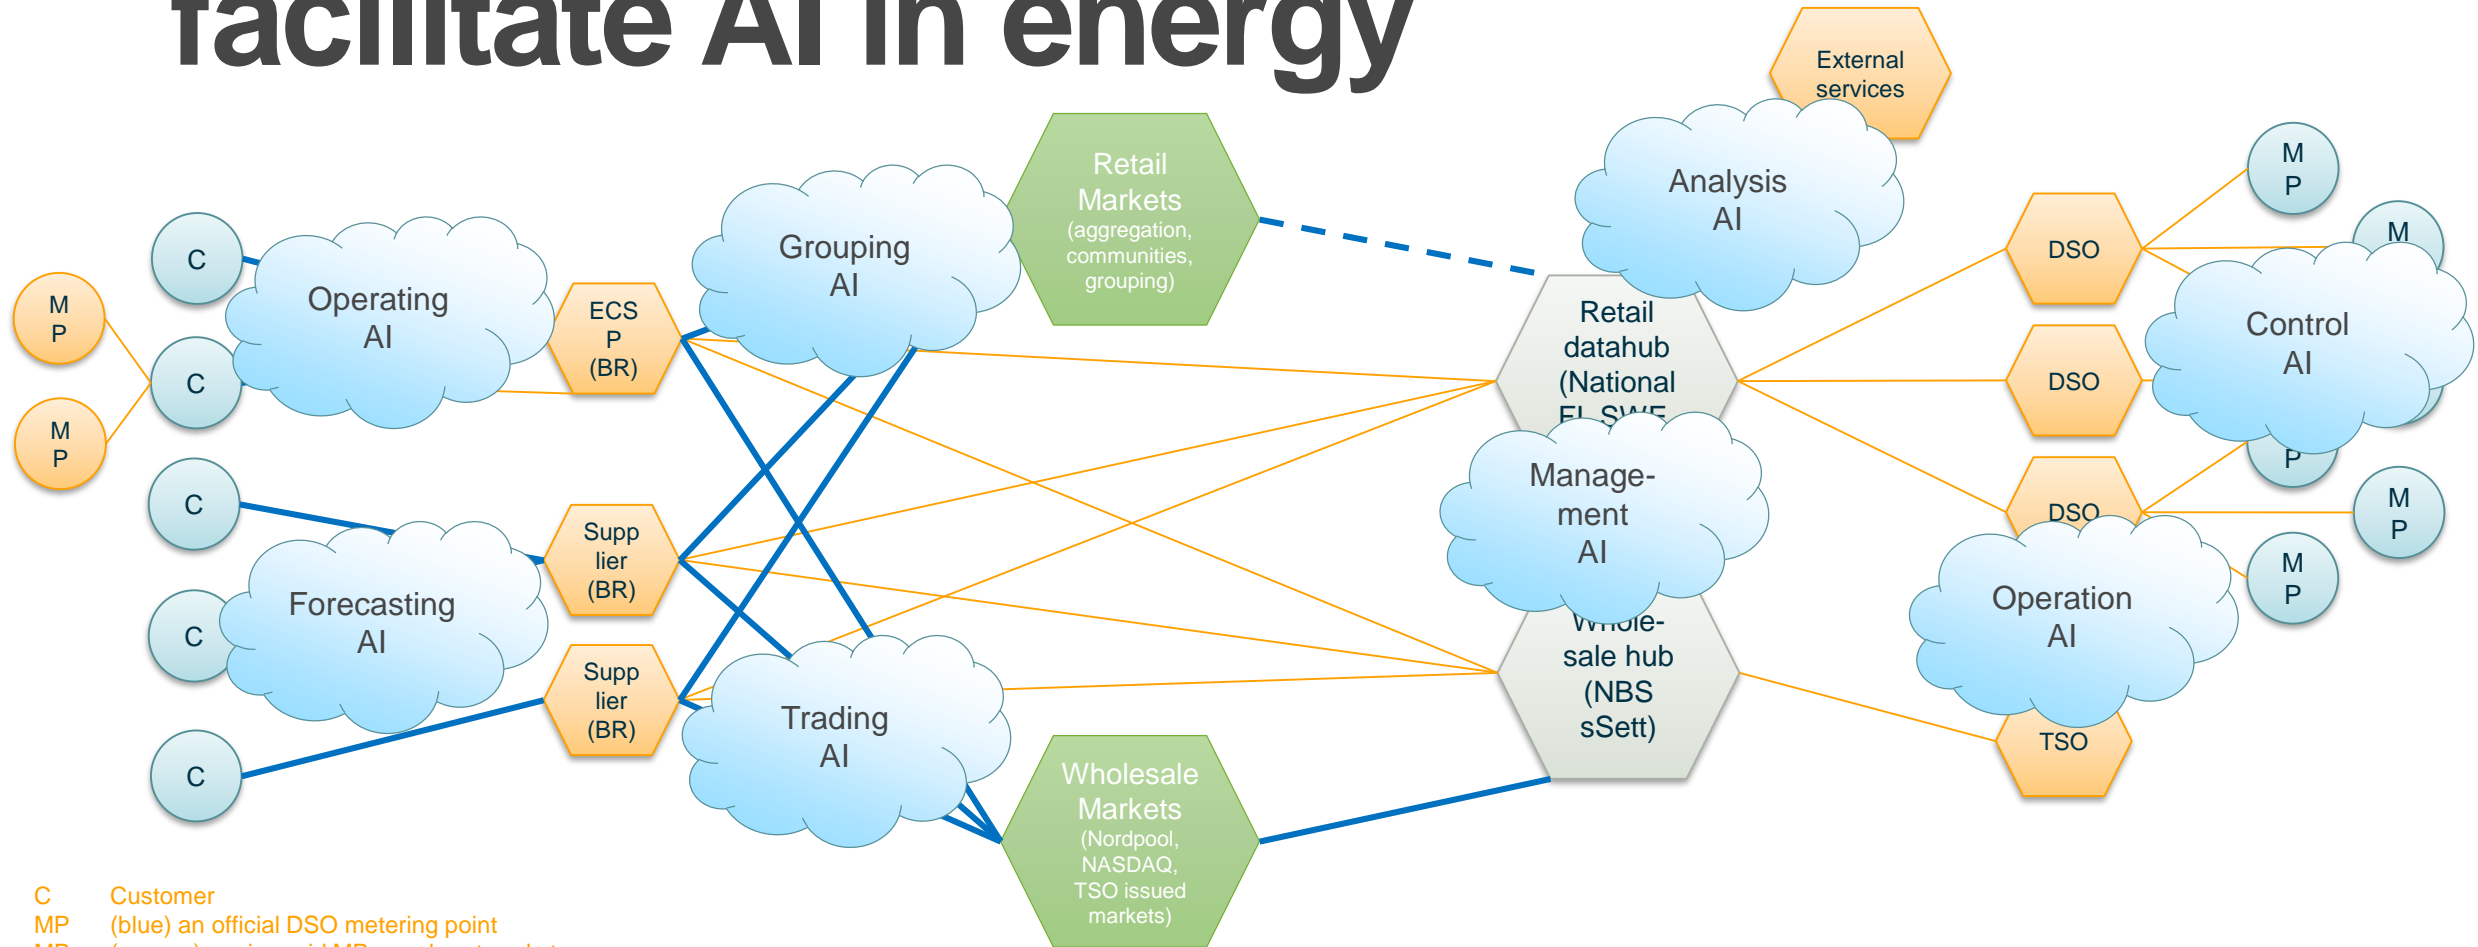 facilitate AI in energy
External
services
Retail
Markets
(aggregation,
communities,
grouping)
Analysis
AI
M
P
M
C
Grouping
AI
DSO
Operating
AI
M
P
ECS
P
(BR)
Retail
datahub
(National
Control
AI
C
DSO
M
P
P
C
Supp
lier
(BR)
Manage-
ment
AI
DSO
M
P
M
P
Forecasting
AI
C
Operation
AI
Whole-
sale hub
(NBS
sSett)
Supp
lier
(BR)
Trading
AI
TSO
C
Wholesale
Markets
(Nordpool,
NASDAQ,
TSO issued
markets)
C Customer
MP (blue) an official DSO metering point